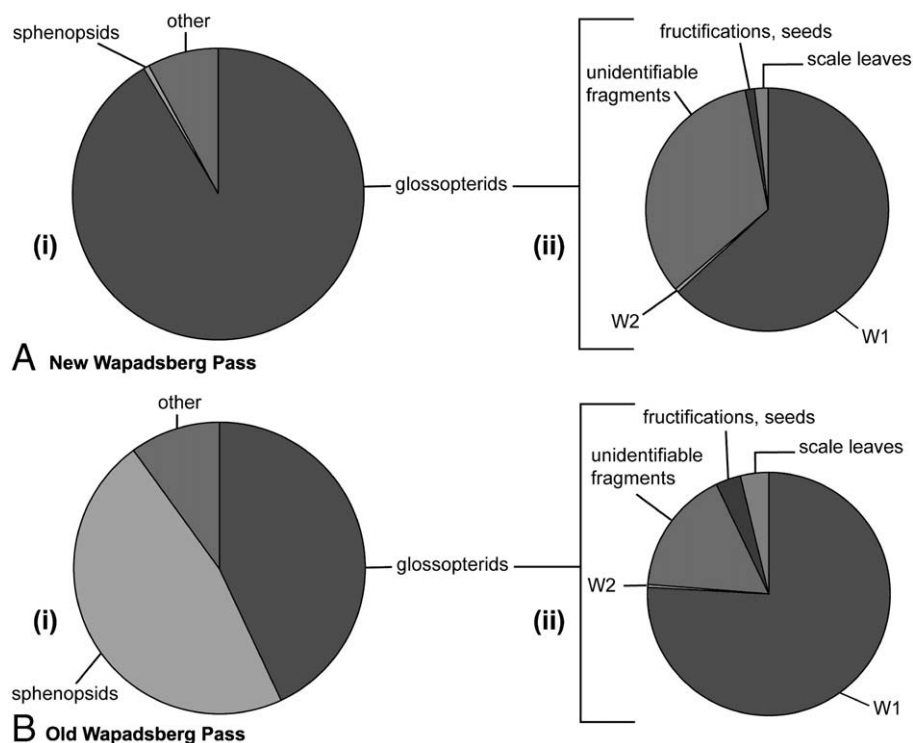 other
sphenopsids
glossopterids
(i)
fructifications, seeds
unidentifiable
fragments
scale leaves
(ii)
W2
W1
A New Wapadsberg Pass
other
glossopterids
(i)
sphenopsids
fructifications, seeds
unidentifiable
fragments
scale leaves
W2
(ii)
W1
B Old Wapadsberg Pass